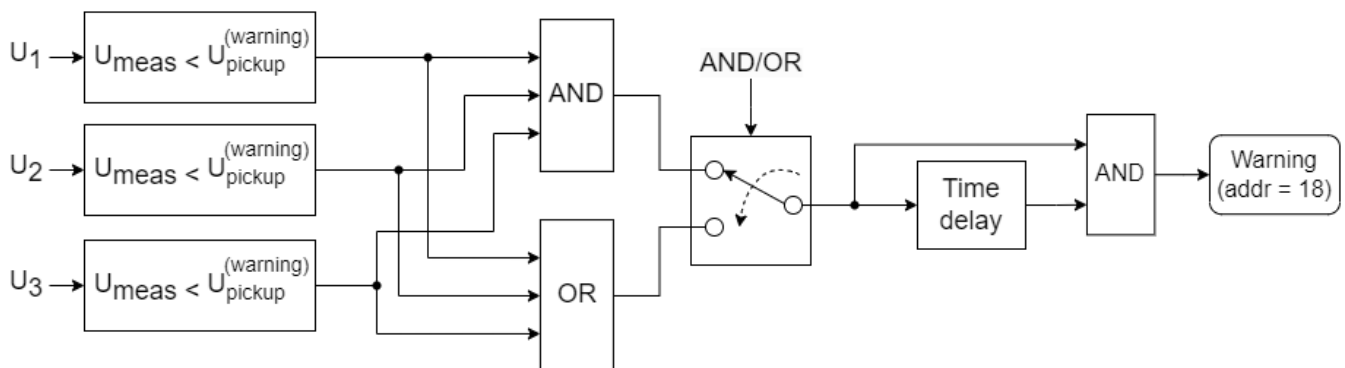 U1
Umeas < Upickup(warning)
U2
Umeas < Upickup(warning)
U3
Umeas < Upickup(warning)
AND
OR
AND/OR
Time
delay
AND
Warning
(addr = 18)